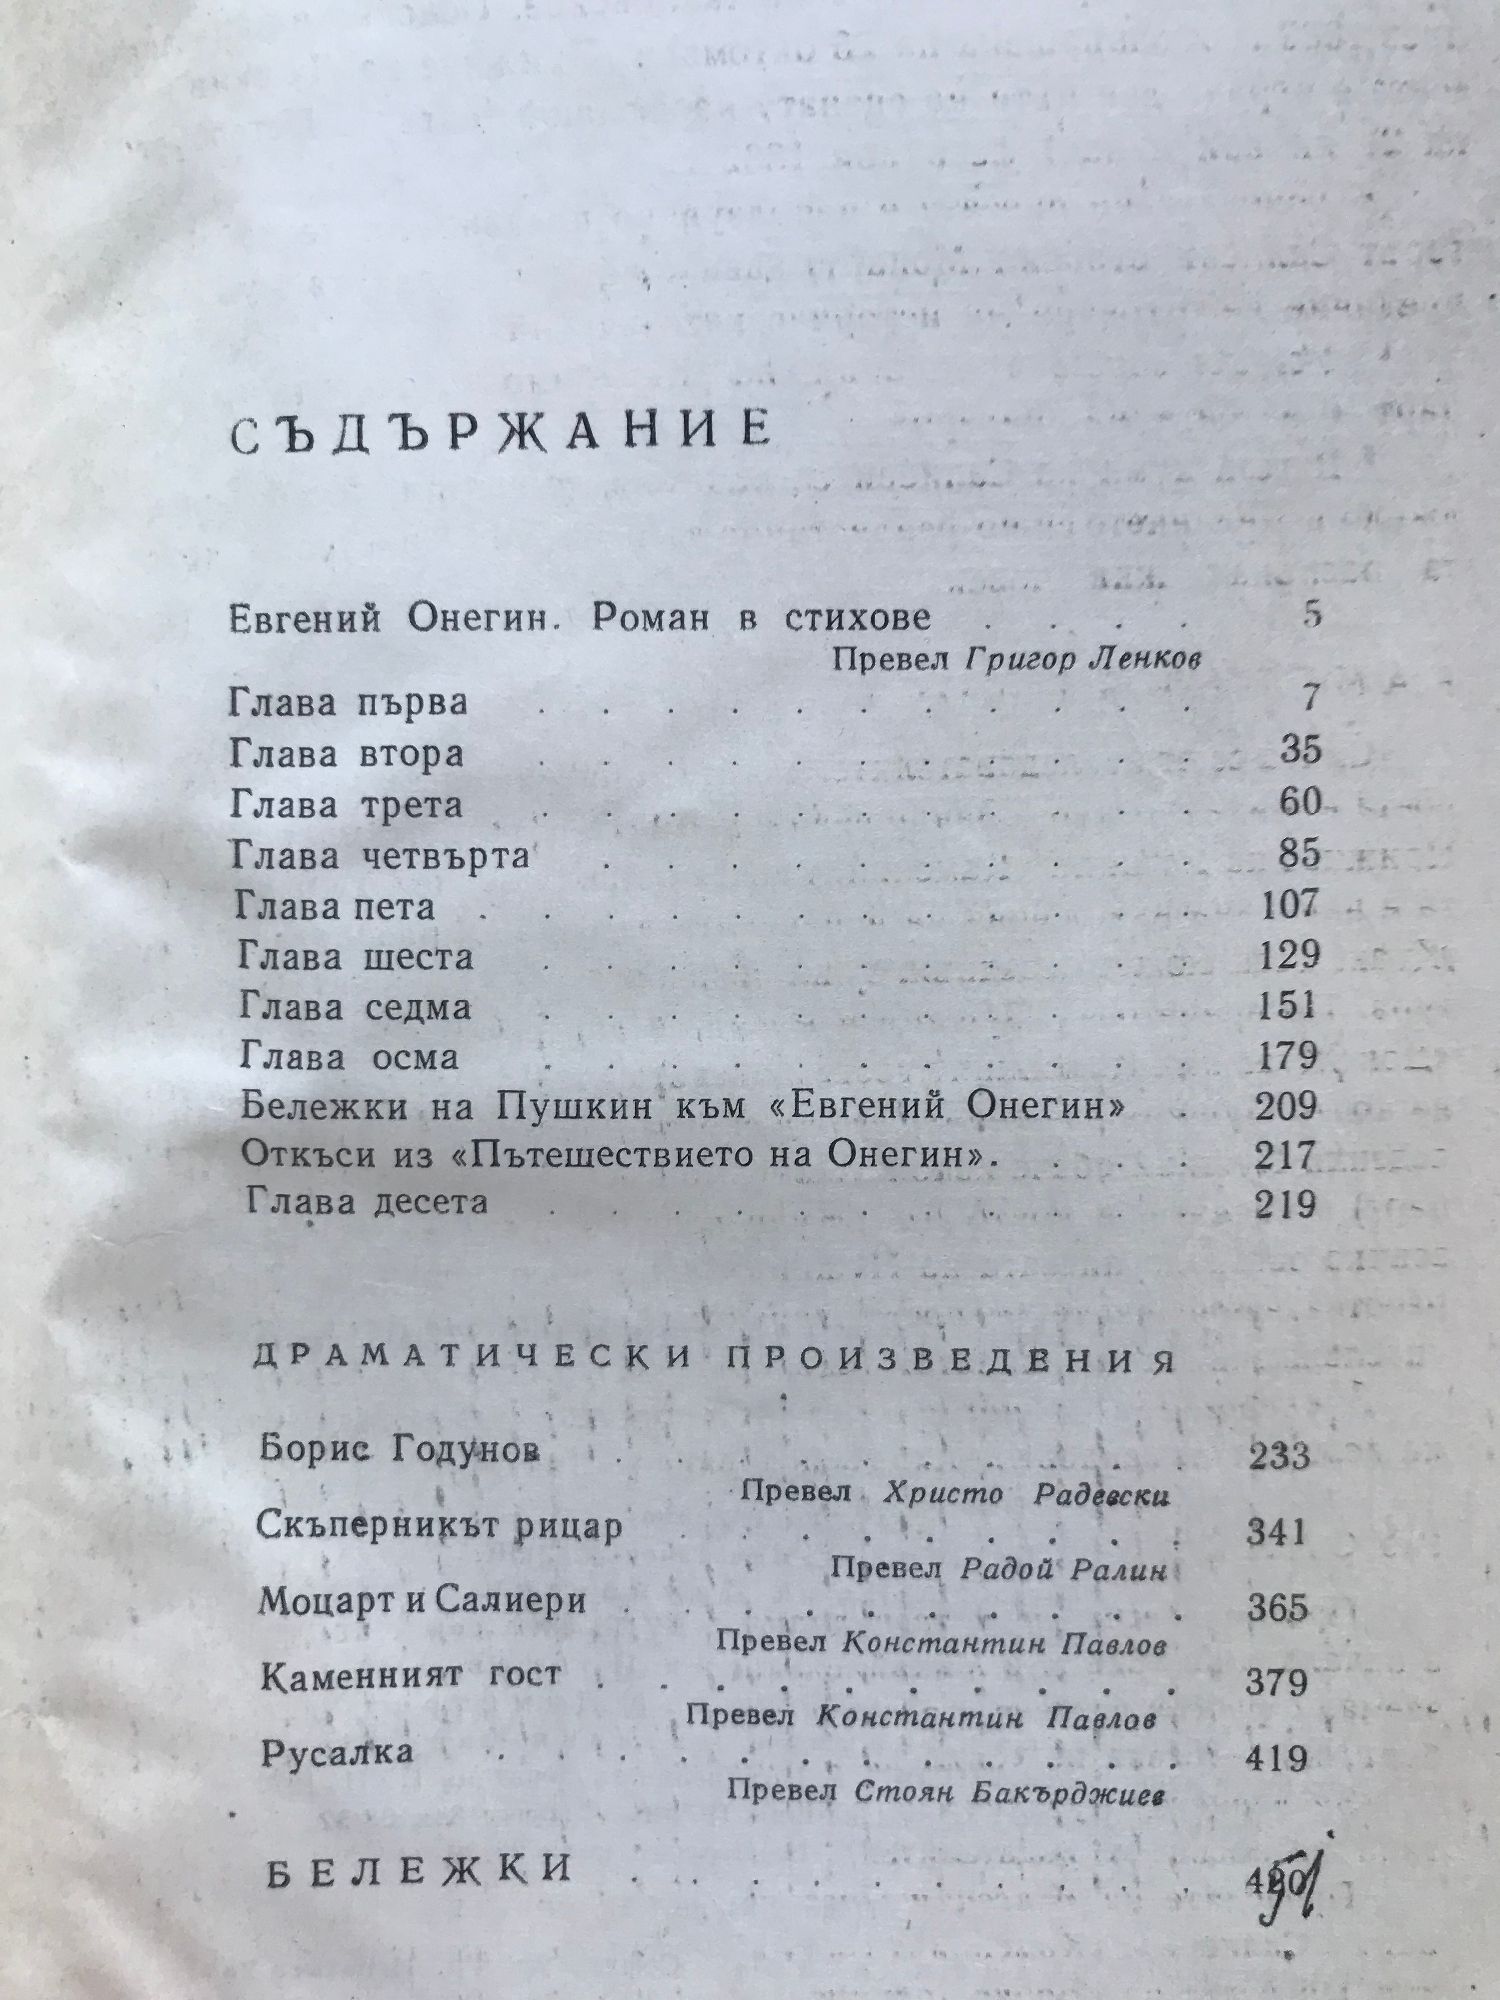 СЪДЪРЖАНИЕ
Евгений Онегин. Роман в стихове . . . . 5
Превел Григор Ленков
Глава първа . . . . . . . . . . . 7
Глава втора . . . . . . . . . . . 35
Глава трета . . . . . . . . . . . 60
Глава четвърта . . . . . . . . . . 85
Глава пета . . . . . . . . . . . . 107
Глава шеста . . . . . . . . . . . 129
Глава седма . . . . . . . . . . . 151
Глава осма . . . . . . . . . . . 179
Бележки на Пушкин към «Евгений Онегин» . 209
Откъси из «Пътешествието на Онегин» . . . . 217
Глава десета . . . . . . . . . . . 219
ДРАМАТИЧЕСКИ ПРОИЗВЕДЕНИЯ
Борис Годунов . . . . . . . . . . 233
Превел Христо Радевски
Скъперникът рицар . . . . . . . . . 341
Превел Радой Ралин
Моцарт и Салиери . . . . . . . . . . 365
Превел Константин Павлов
Каменният гост . . . . . . . . . . 379
Превел Константин Павлов
Русалка . . . . . . . . . . . . 419
Превел Стоян Бакърджиев
БЕЛЕЖКИ . . . . . . . . . .